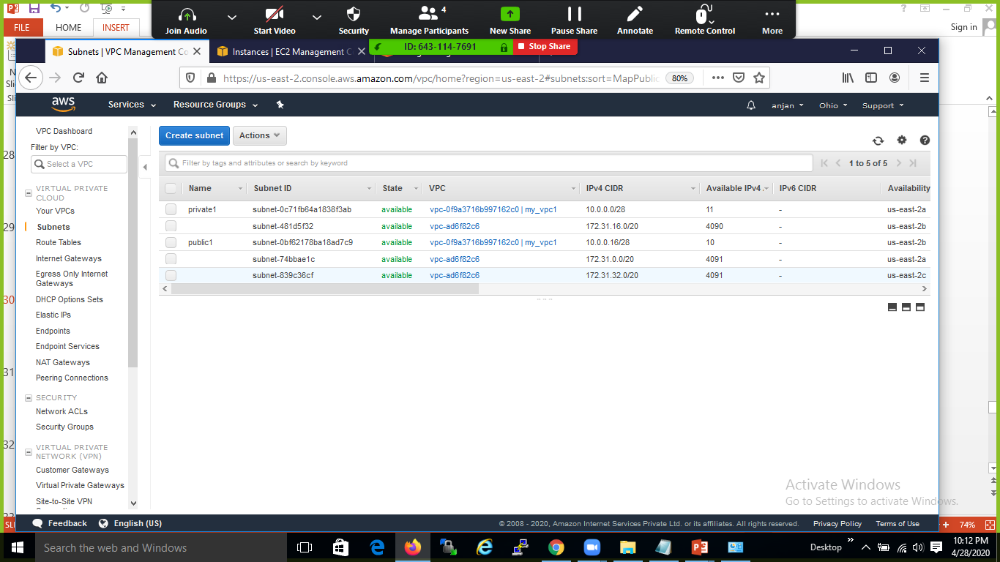 FILE HOME INSERT
Sign in
Join Audio Start Video Security Manage Participants 4 New Share Pause Share Annotate Remote Control More
ID: 643-114-7691 Stop Share
Subnets | VPC Management Co Instances | EC2 Management C
https://us-east-2.console.aws.amazon.com/vpc/home?region=us-east-2#subnets:sort=MapPublic 80%
aws Services Resource Groups anjan Ohio Support
VPC Dashboard
Filter by VPC:
Select a VPC
VIRTUAL PRIVATE
CLOUD
Your VPCs
Subnets
Route Tables
Internet Gateways
Egress Only Internet
Gateways
DHCP Options Sets
Elastic IPs
Endpoints
Endpoint Services
NAT Gateways
Peering Connections
SECURITY
Network ACLs
Security Groups
VIRTUAL PRIVATE
NETWORK (VPN)
Customer Gateways
Virtual Private Gateways
Site-to-Site VPN
Create subnet Actions
Filter by tags and attributes or search by keyword
1 to 5 of 5
Name Subnet ID State VPC IPv4 CIDR Available IPv4 IPv6 CIDR Availability
private1 subnet-0c71fb64a1838f3ab available vpc-0f9a3716b997162c0 | my_vpc1 10.0.0.0/28 11 - us-east-2a
subnet-481d5f32 available vpc-ad6f82c6 172.31.16.0/20 4090 - us-east-2b
public1 subnet-0bf62178ba18ad7c9 available vpc-0f9a3716b997162c0 | my_vpc1 10.0.0.16/28 10 - us-east-2b
subnet-74bbae1c available vpc-ad6f82c6 172.31.0.0/20 4091 - us-east-2a
subnet-839c36cf available vpc-ad6f82c6 172.31.32.0/20 4091 - us-east-2c
28
29
30
31
32
Activate Windows
Go to Settings to activate Windows.
Feedback English (US)
© 2008 - 2020, Amazon Internet Services Private Ltd. or its affiliates. All rights reserved. Privacy Policy Terms of Use
74%
Search the web and Windows
Desktop
10:12 PM
4/28/2020